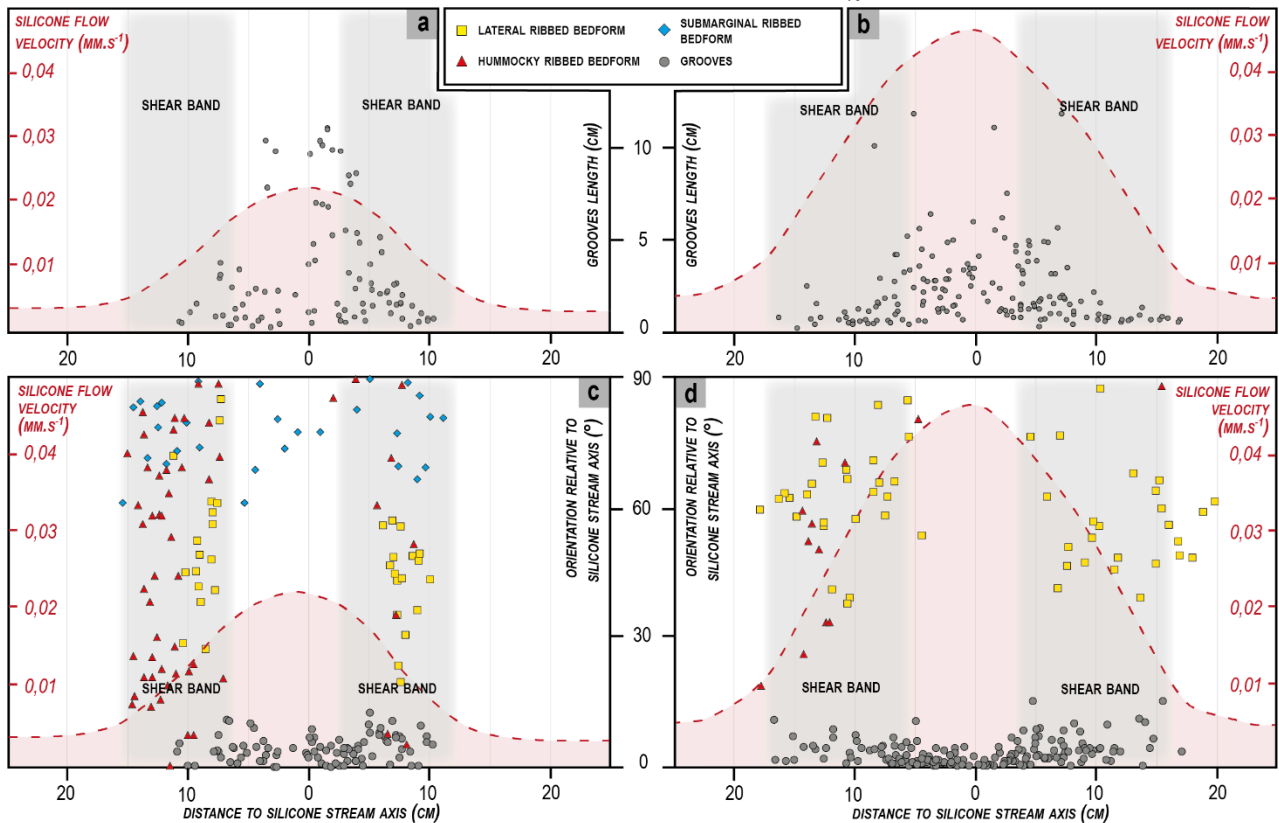 SILICONE FLOW
VELOCITY (MM.S-1)
a
LATERAL RIBBED BEDFORM
SUBMARGINAL RIBBED
BEDFORM
HUMMOCKY RIBBED BEDFORM
GROOVES
b
SILICONE FLOW
VELOCITY (MM.S-1)
0,04
0,03
0,02
0,01
SHEAR BAND
SHEAR BAND
GROOVES LENGTH (CM)
10
5
0
GROOVES LENGTH (CM)
SHEAR BAND
SHEAR BAND
0,04
0,03
0,02
0,01
20 10 0 10 20
20 10 0 10 20
SILICONE FLOW
VELOCITY
(MM.S-1)
c
90
d
SILICONE FLOW
VELOCITY
(MM.S-1)
0,04
0,03
0,02
0,01
SHEAR BAND
SHEAR BAND
ORIENTATION RELATIVE TO
SILICONE STREAM AXIS (°)
60
30
0
ORIENTATION RELATIVE TO
SILICONE STREAM AXIS (°)
SHEAR BAND
SHEAR BAND
0,04
0,03
0,02
0,01
20 10 0 10 20
20 10 0 10 20
DISTANCE TO SILICONE STREAM AXIS (CM)
DISTANCE TO SILICONE STREAM AXIS (CM)